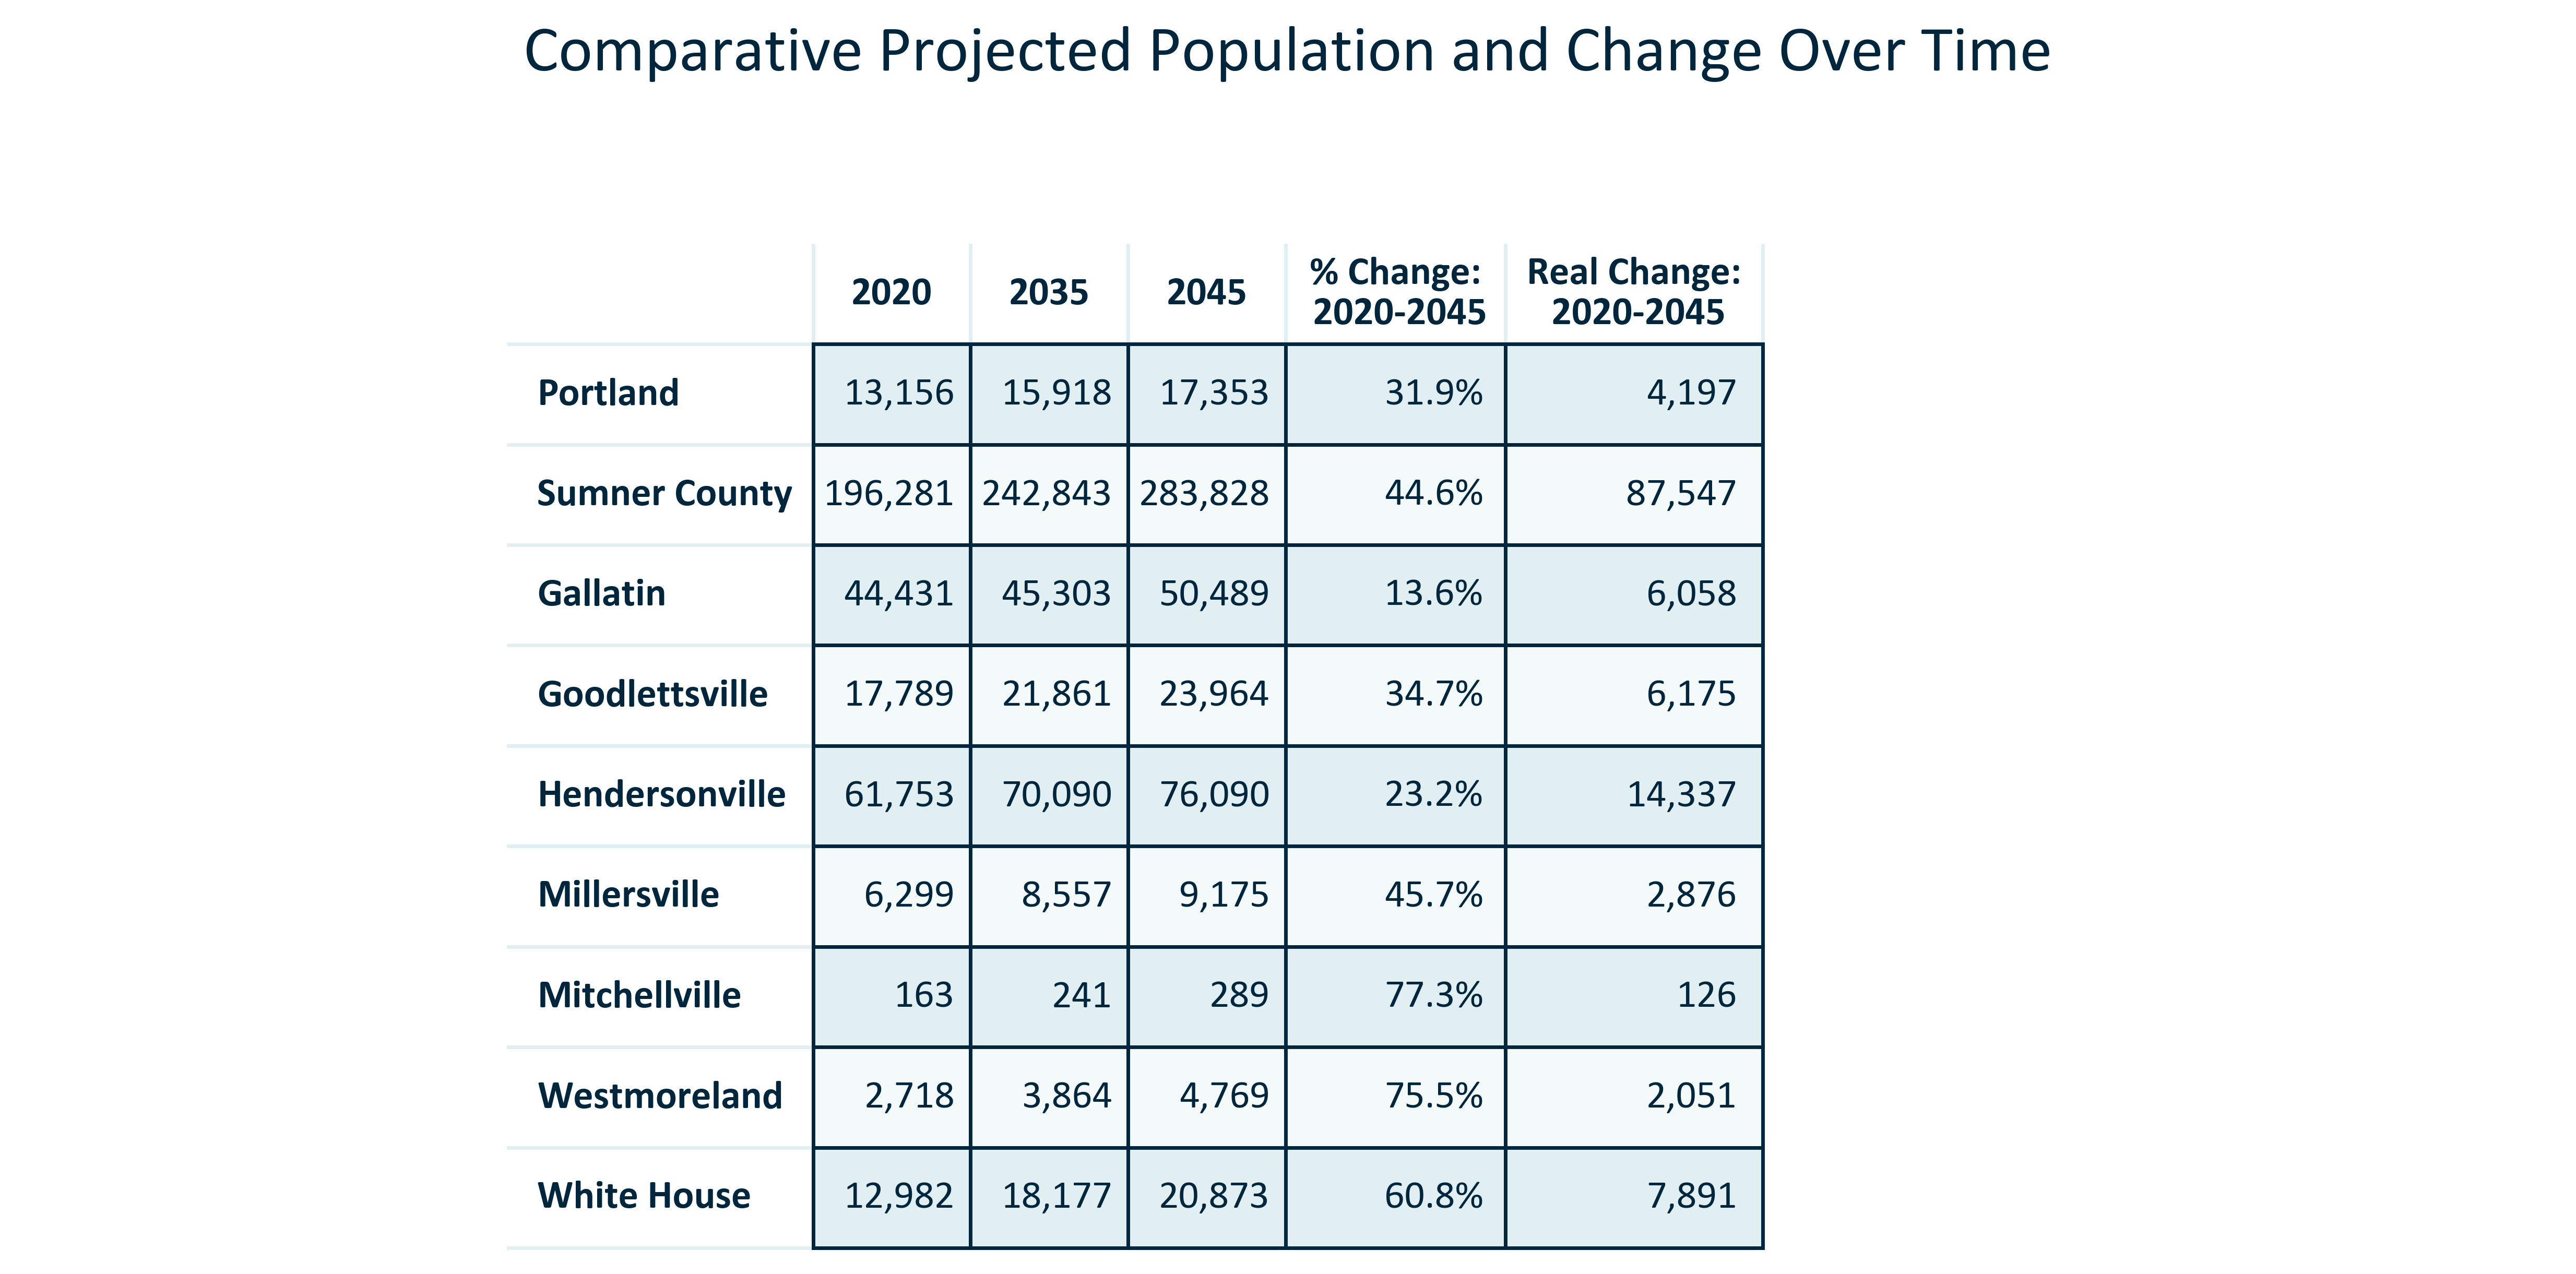 Comparative Projected Population and Change Over Time
2020 2035 2045 % Change: 2020-2045 Real Change: 2020-2045
Portland 13,156 15,918 17,353 31.9% 4,197
Sumner County 196,281 242,843 283,828 44.6% 87,547
Gallatin 44,431 45,303 50,489 13.6% 6,058
Goodlettsville 17,789 21,861 23,964 34.7% 6,175
Hendersonville 61,753 70,090 76,090 23.2% 14,337
Millersville 6,299 8,557 9,175 45.7% 2,876
Mitchellville 163 241 289 77.3% 126
Westmoreland 2,718 3,864 4,769 75.5% 2,051
White House 12,982 18,177 20,873 60.8% 7,891